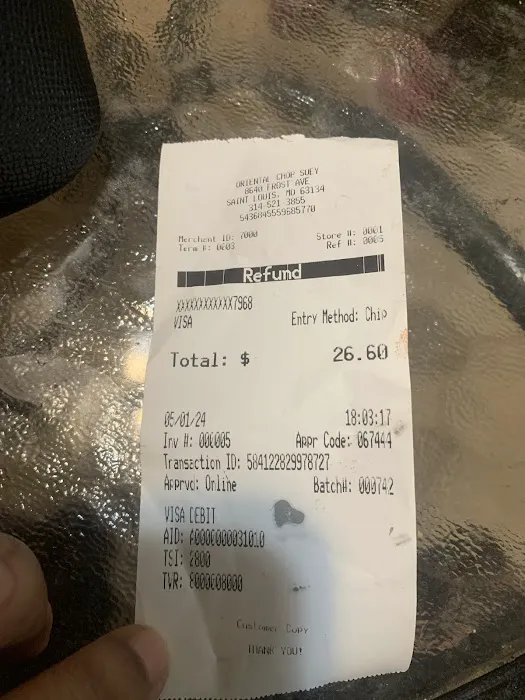 ORIENTAL CHOP SUEY
8640 FROST AVE
SAINT LOUIS, MO 63134
314-521 3855
5436845559685770
Merchant ID: 7000
Store #: 0001
Term #: 0003
Ref #: 0005
Refund
XXXXXXXXXXXX7968
VISA
Entry Method: Chip
Total: $ 26.60
05/01/24 18:03:17
Inv #: 000005 Appr Code: 067444
Transaction ID: 584122829978727
Apprvd: Online Batch#: 000742
VISA DEBIT
AID: A0000000031010
TSI: 2800
TVR: 8000008000
Customer Copy
THANK YOU!